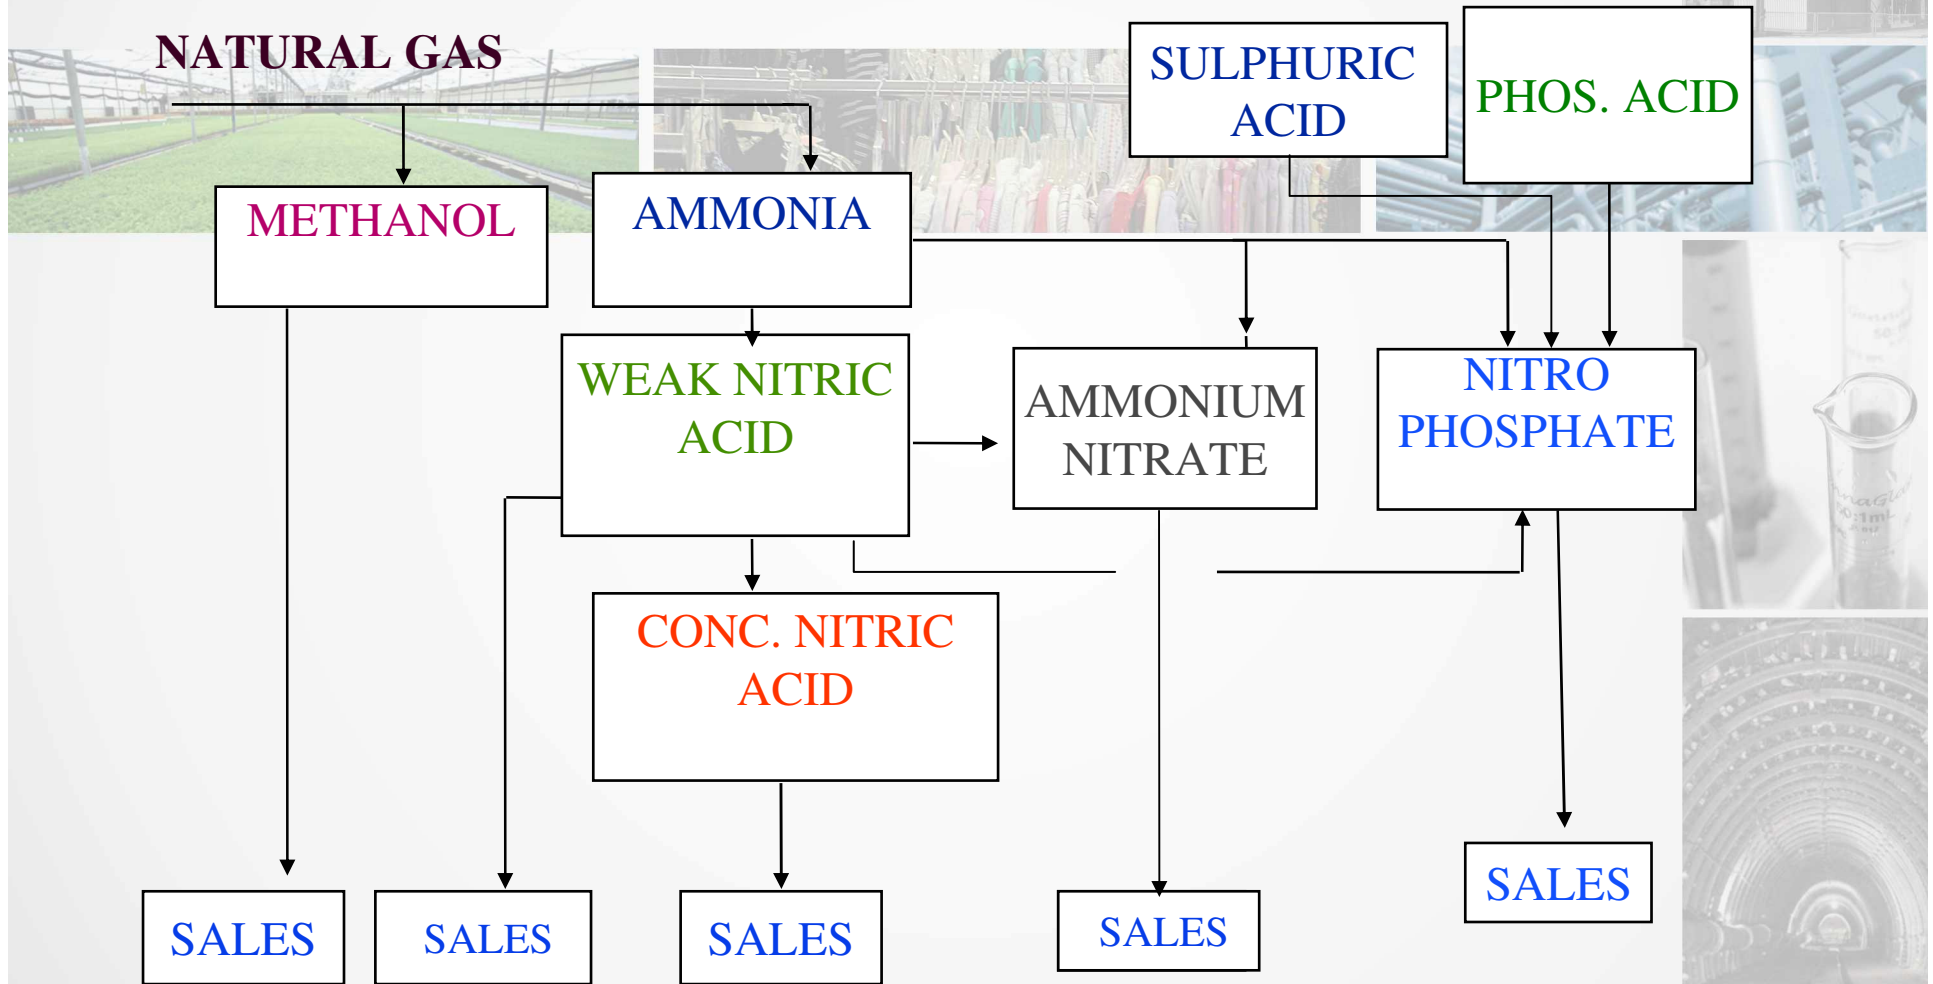 NATURAL GAS
SULPHURIC
ACID
PHOS. ACID
METHANOL
AMMONIA
WEAK NITRIC
ACID
AMMONIUM
NITRATE
NITRO
PHOSPHATE
CONC. NITRIC
ACID
SALES
SALES
SALES
SALES
SALES